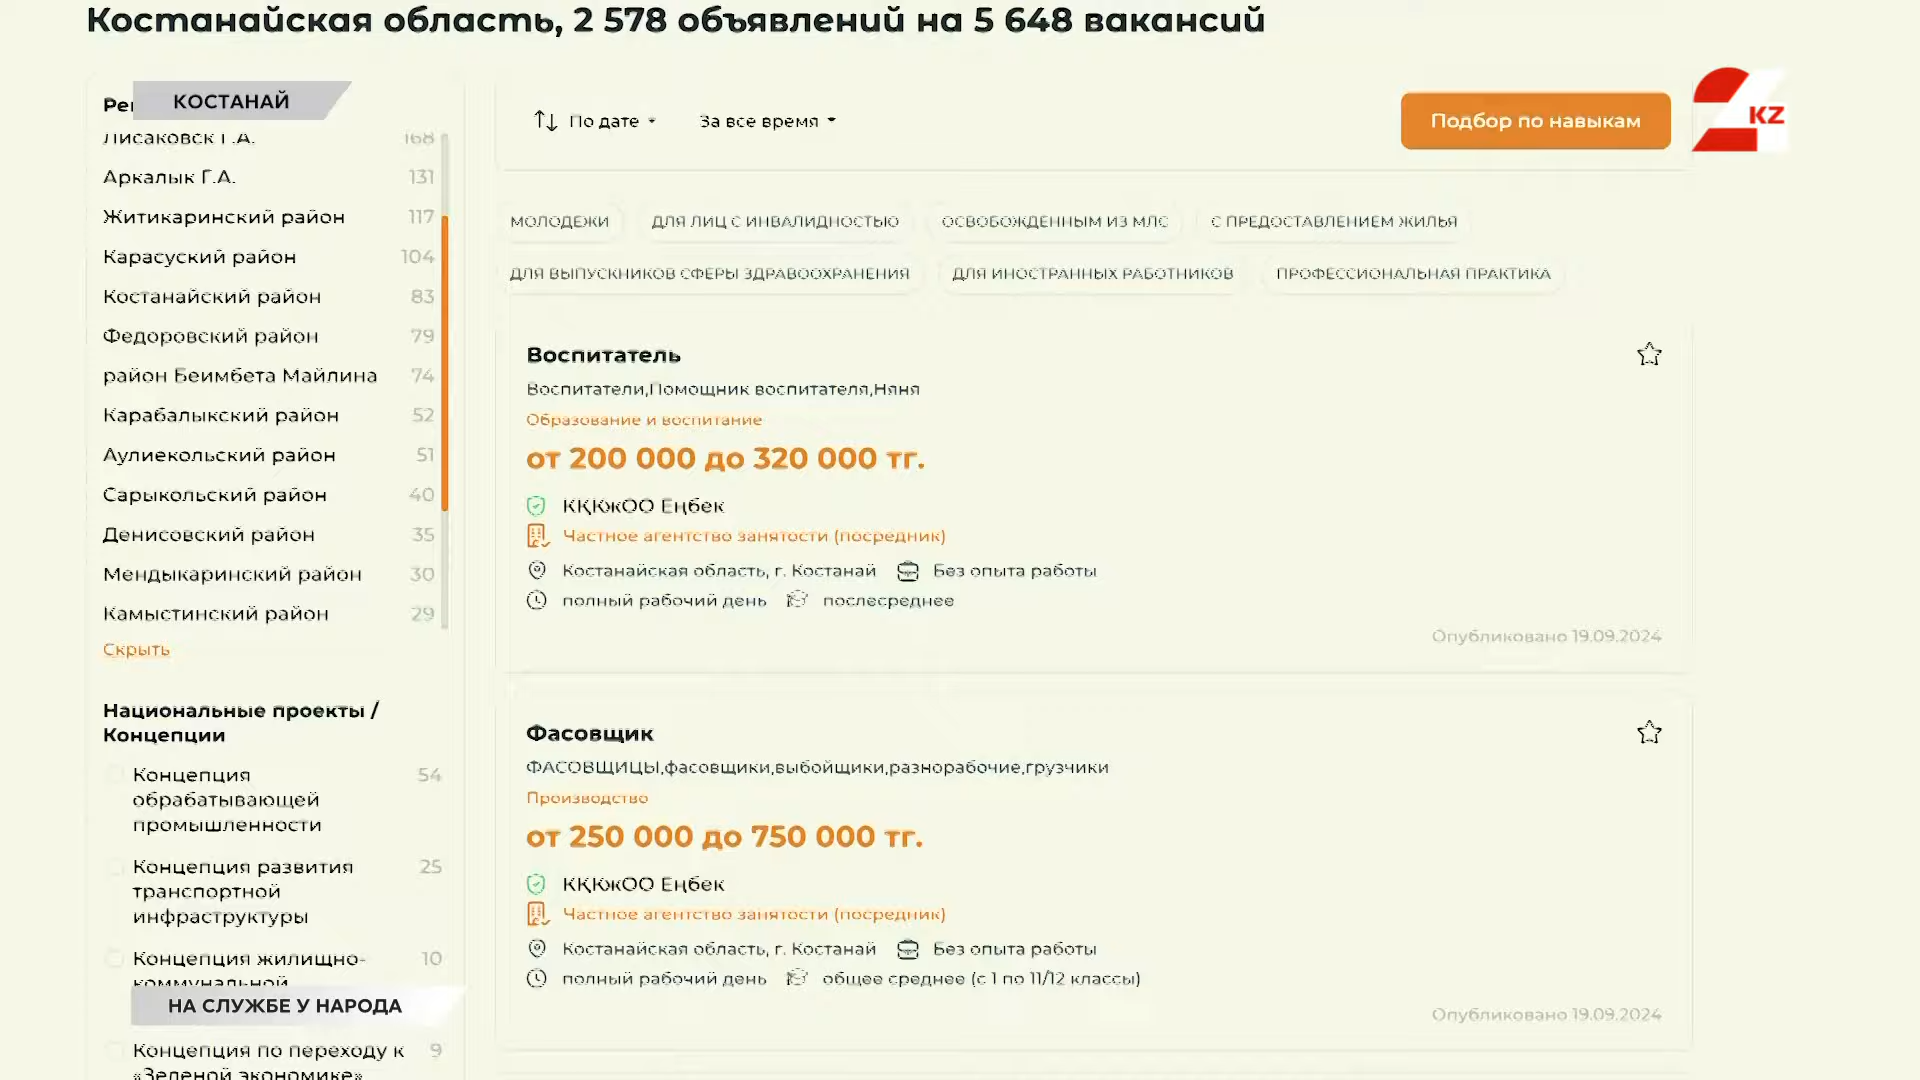 Костанайская область, 2 578 объявлений на 5 648 вакансий
КОСТАНАЙ
Лисаковск Г.А. 168
Аркалык Г.А. 131
Житикаринский район 117
Карасуский район 104
Костанайский район 83
Федоровский район 79
район Беимбета Майлина 74
Карабалыкский район 52
Аулиекольский район 51
Сарыкольский район 40
Денисовский район 35
Мендыкаринский район 30
Камыстинский район 29
Скрыть
Национальные проекты /
Концепции
Концепция 54
обрабатывающей
промышленности
Концепция развития 25
транспортной
инфраструктуры
Концепция жилищно- 10
коммунальной
НА СЛУЖБЕ У НАРОДА
Концепция по переходу к 9
«Зеленой экономике»
По дате
За все время
Подбор по навыкам
24 KZ
МОЛОДЕЖИ
ДЛЯ ЛИЦ С ИНВАЛИДНОСТЬЮ
ОСВОБОЖДЕННЫМ ИЗ МЛС
С ПРЕДОСТАВЛЕНИЕМ ЖИЛЬЯ
ДЛЯ ВЫПУСКНИКОВ СФЕРЫ ЗДРАВООХРАНЕНИЯ
ДЛЯ ИНОСТРАННЫХ РАБОТНИКОВ
ПРОФЕССИОНАЛЬНАЯ ПРАКТИКА
Воспитатель
Воспитатели,Помощник воспитателя,Няня
Образование и воспитание
от 200 000 до 320 000 тг.
КҚКжОО Еңбек
Частное агентство занятости (посредник)
Костанайская область, г. Костанай Без опыта работы
полный рабочий день послесреднее
Опубликовано 19.09.2024
Фасовщик
ФАСОВЩИЦЫ,фасовщики,выбойщики,разнорабочие,грузчики
Производство
от 250 000 до 750 000 тг.
КҚКжОО Еңбек
Частное агентство занятости (посредник)
Костанайская область, г. Костанай Без опыта работы
полный рабочий день общее среднее (с 1 по 11/12 классы)
Опубликовано 19.09.2024